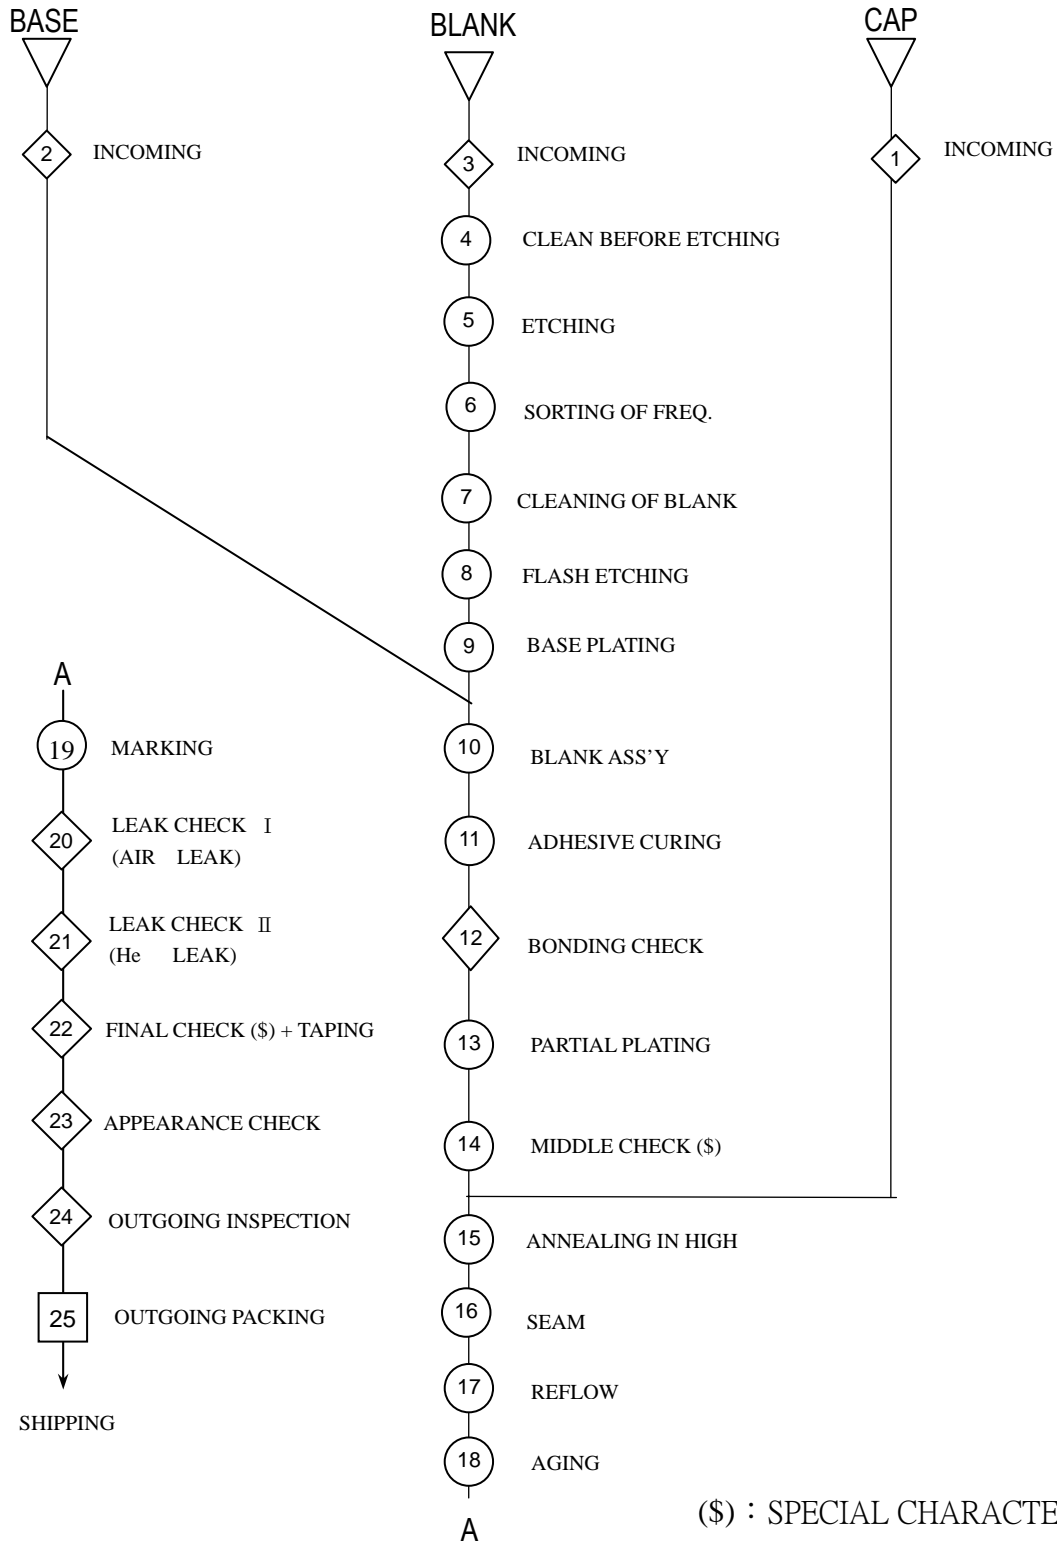 BASE
BLANK
CAP
2 INCOMING
3 INCOMING
1 INCOMING
4 CLEAN BEFORE ETCHING
5 ETCHING
6 SORTING OF FREQ.
7 CLEANING OF BLANK
8 FLASH ETCHING
9 BASE PLATING
10 BLANK ASS'Y
11 ADHESIVE CURING
12 BONDING CHECK
13 PARTIAL PLATING
14 MIDDLE CHECK ($)
15 ANNEALING IN HIGH
16 SEAM
17 REFLOW
18 AGING
A
A
19 MARKING
20 LEAK CHECK Ⅰ
(AIR LEAK)
21 LEAK CHECK Ⅱ
(He LEAK)
22 FINAL CHECK ($) + TAPING
23 APPEARANCE CHECK
24 OUTGOING INSPECTION
25 OUTGOING PACKING
SHIPPING
($)：SPECIAL CHARACTE